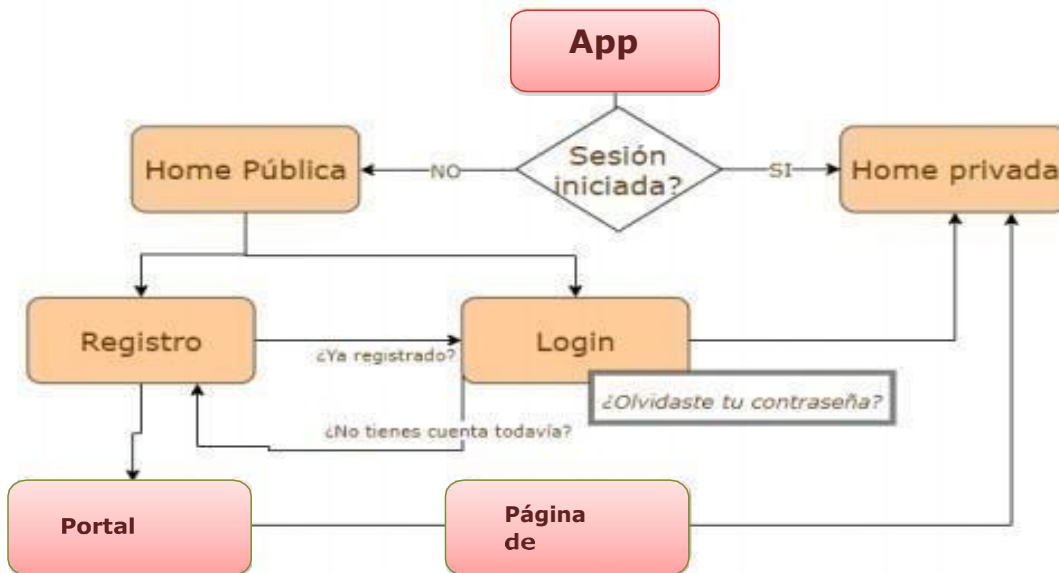 App
Sesión
iniciada?
NO
SI
Home Pública
Home privada
Registro
¿Ya registrado?
Login
¿Olvidaste tu contraseña?
¿No tienes cuenta todavía?
Portal
Página
de